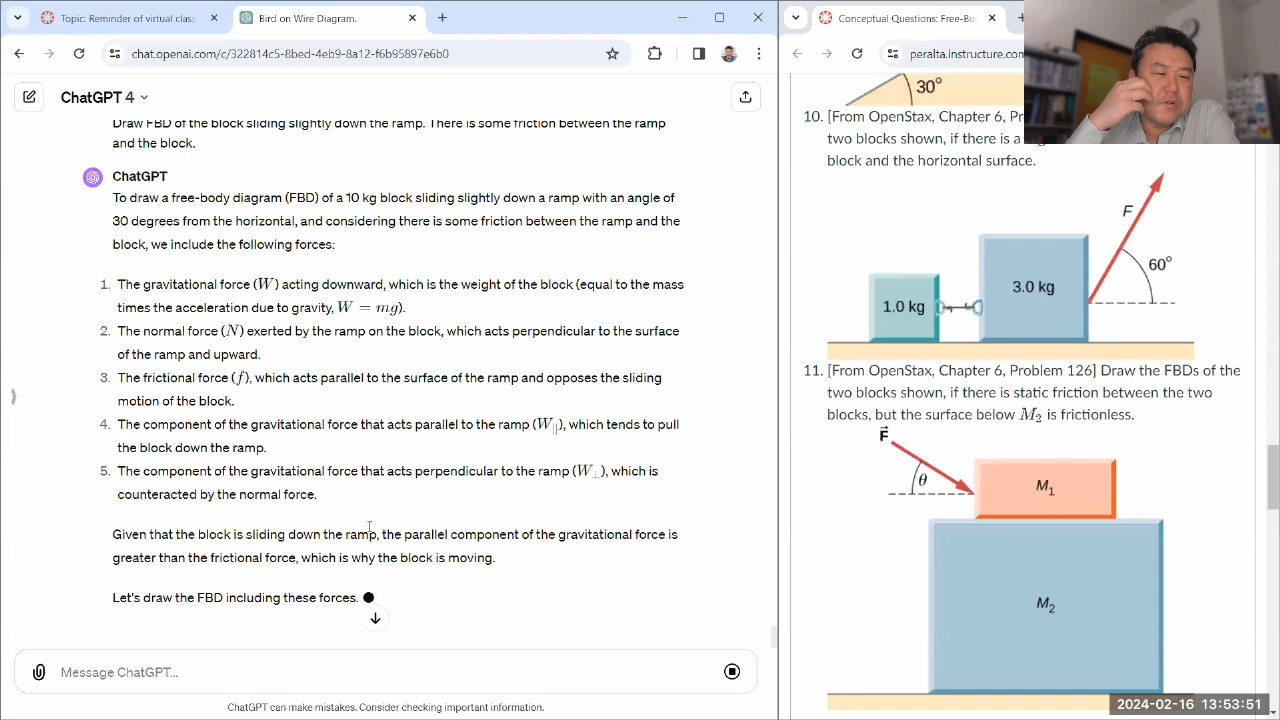 Topic: Reminder of virtual class
Bird on Wire Diagram.
chat.openai.com/c/322814c5-8bed-4eb9-8a12-f6b95897e6b0
ChatGPT 4
Draw FBD of the block sliding slightly down the ramp. There is some friction between the ramp
and the block.
ChatGPT
To draw a free-body diagram (FBD) of a 10 kg block sliding slightly down a ramp with an angle of
30 degrees from the horizontal, and considering there is some friction between the ramp and the
block, we include the following forces:
1. The gravitational force (W) acting downward, which is the weight of the block (equal to the mass
times the acceleration due to gravity, W = mg).
2. The normal force (N) exerted by the ramp on the block, which acts perpendicular to the surface
of the ramp and upward.
3. The frictional force (f), which acts parallel to the surface of the ramp and opposes the sliding
motion of the block.
4. The component of the gravitational force that acts parallel to the ramp (W||), which tends to pull
the block down the ramp.
5. The component of the gravitational force that acts perpendicular to the ramp (W⊥), which is
counteracted by the normal force.
Given that the block is sliding down the ramp, the parallel component of the gravitational force is
greater than the frictional force, which is why the block is moving.
Let's draw the FBD including these forces.
Message ChatGPT...
ChatGPT can make mistakes. Consider checking important information.
Conceptual Questions: Free-Bo
peralta.instructure.com
30°
10. [From OpenStax, Chapter 6, Pr
two blocks shown, if there is a
block and the horizontal surface.
F
60°
1.0 kg
3.0 kg
11. [From OpenStax, Chapter 6, Problem 126] Draw the FBDs of the
two blocks shown, if there is static friction between the two
blocks, but the surface below M2 is frictionless.
F⃗
θ
M1
M2
2024-02-16 13:53:51